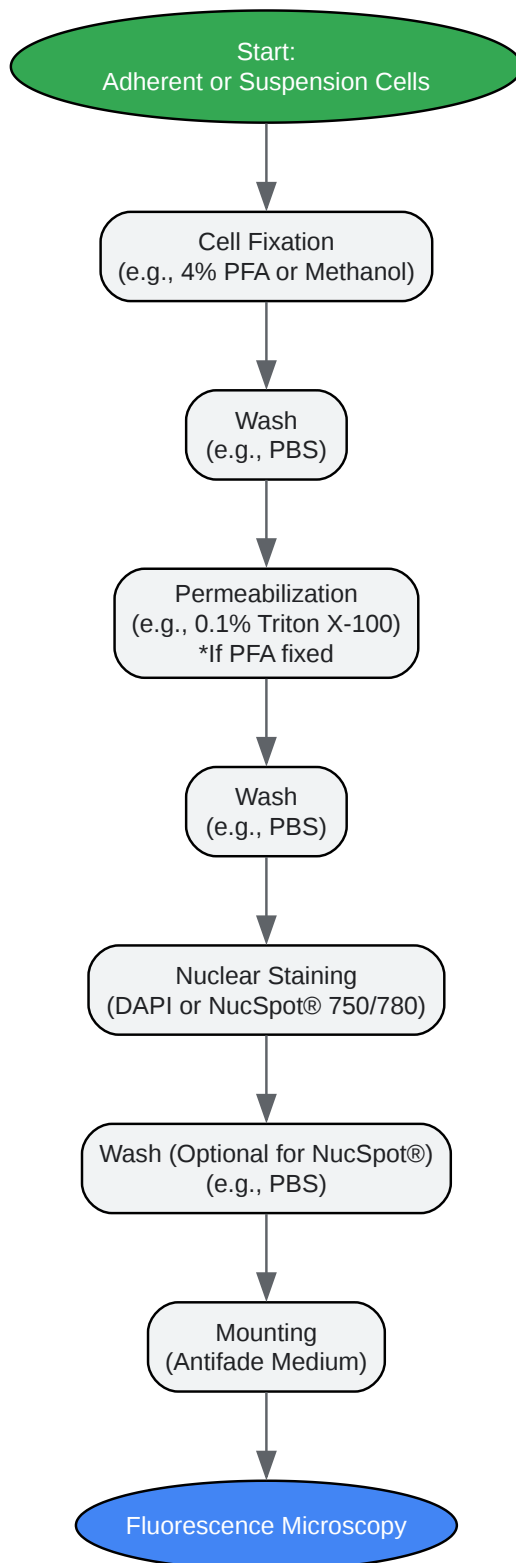 Start:
Adherent or Suspension Cells
Cell Fixation
(e.g., 4% PFA or Methanol)
Wash
(e.g., PBS)
Permeabilization
(e.g., 0.1% Triton X-100)
*If PFA fixed
Wash
(e.g., PBS)
Nuclear Staining
(DAPI or NucSpot® 750/780)
Wash (Optional for NucSpot®)
(e.g., PBS)
Mounting
(Antifade Medium)
Fluorescence Microscopy